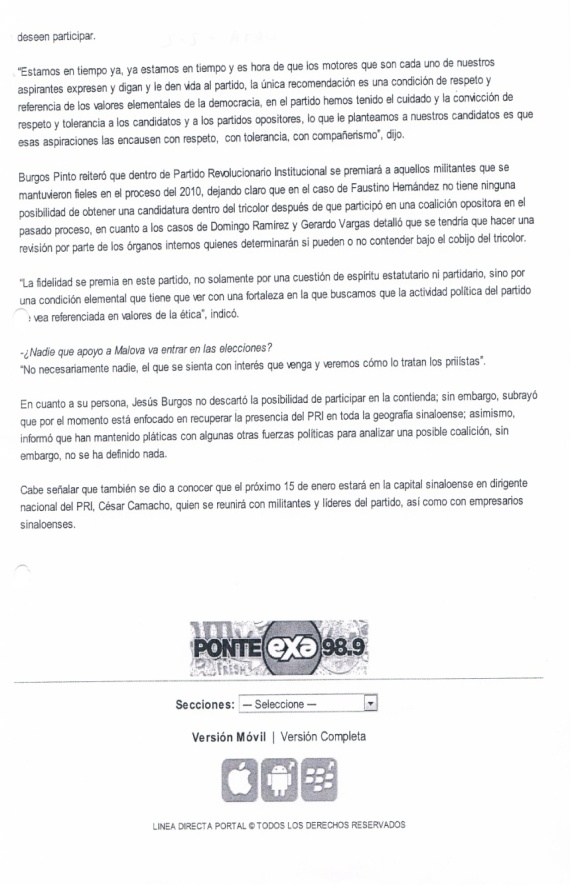 deseen participar.
“Estamos en tiempo ya, ya estamos en tiempo y es hora de que los motores que son cada uno de nuestros
aspirantes expresen y digan y le den vida al partido, la única recomendación es una condición de respeto y
referencia de los valores elementales de la democracia, en el partido hemos tenido el cuidado y la convicción de
respeto y tolerancia a los candidatos y a los partidos opositores, lo que le planteamos a nuestros candidatos es que
esas aspiraciones las encausen con respeto, con tolerancia, con compañerismo”, dijo.
Burgos Pinto reiteró que dentro de Partido Revolucionario Institucional se premiará a aquellos militantes que se
mantuvieron fieles en el proceso del 2010, dejando claro que en el caso de Faustino Hernández no tiene ninguna
posibilidad de obtener una candidatura dentro del tricolor después de que participó en una coalición opositora en el
pasado proceso, en cuanto a los casos de Domingo Ramírez y Gerardo Vargas detalló que se tendría que hacer una
revisión por parte de los órganos internos quienes determinarán si pueden o no contender bajo el cobijo del tricolor.
“La fidelidad se premia en este partido, no solamente por una cuestión de espíritu estatutario ni partidario, sino por
una condición elemental que tiene que ver con una fortaleza en la que buscamos que la actividad política del partido
vea referenciada en valores de la ética”, indicó.
-¿Nadie que apoyo a Malova va entrar en las elecciones?
“No necesariamente nadie, el que se sienta con interés que venga y veremos cómo lo tratan los priiístas”.
En cuanto a su persona, Jesús Burgos no descartó la posibilidad de participar en la contienda; sin embargo, subrayó
que por el momento está enfocado en recuperar la presencia del PRI en toda la geografía sinaloense; asimismo,
informó que han mantenido pláticas con algunas otras fuerzas políticas para analizar una posible coalición, sin
embargo, no se ha definido nada.
Cabe señalar que también se dio a conocer que el próximo 15 de enero estará en la capital sinaloense en dirigente
nacional del PRI, César Camacho, quien se reunirá con militantes y líderes del partido, así como con empresarios
sinaloenses.
PONTE exa 98.9
FRESH
Secciones: --- Seleccione ---
Versión Móvil | Versión Completa
LINEA DIRECTA PORTAL © TODOS LOS DERECHOS RESERVADOS